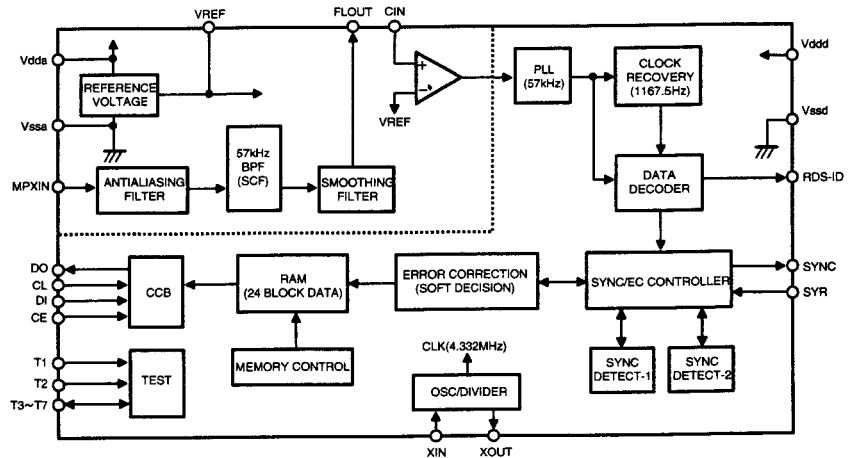 VREF
FLOUT
CIN
Vdda
REFERENCE
VOLTAGE
Vssa
VREF
+
-
PLL
(57kHz)
CLOCK
RECOVERY
(1167.5Hz)
Vddd
Vssd
MPXIN
ANTIALIASING
FILTER
57kHz
BPF
(SCF)
SMOOTHING
FILTER
DATA
DECODER
RDS-ID
DO
CL
DI
CE
CCB
RAM
(24 BLOCK DATA)
ERROR CORRECTION
(SOFT DECISION)
SYNC/EC CONTROLLER
SYNC
SYR
MEMORY CONTROL
CLK(4.332MHz)
SYNC
DETECT-1
SYNC
DETECT-2
T1
T2
T3~T7
TEST
OSC/DIVIDER
XIN
XOUT